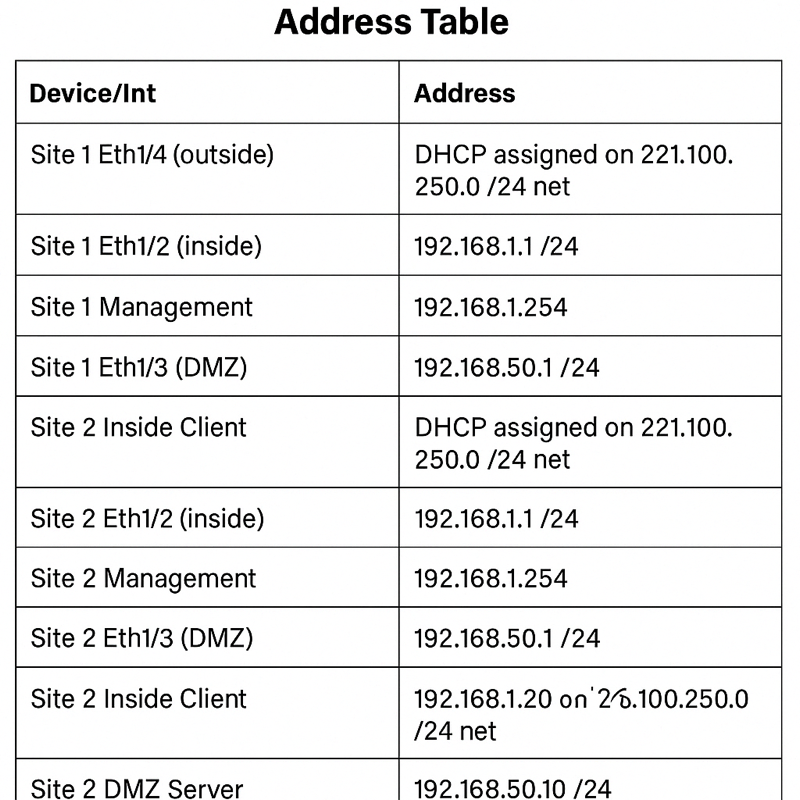 Address Table
Device/Int
Address
Site 1 Eth1/4 (outside)
DHCP assigned on 221.100.
250.0 /24 net
Site 1 Eth1/2 (inside)
192.168.1.1 /24
Site 1 Management
192.168.1.254
Site 1 Eth1/3 (DMZ)
192.168.50.1 /24
Site 2 Inside Client
DHCP assigned on 221.100.
250.0 /24 net
Site 2 Eth1/2 (inside)
192.168.1.1 /24
Site 2 Management
192.168.1.254
Site 2 Eth1/3 (DMZ)
192.168.50.1 /24
Site 2 Inside Client
192.168.1.20 on
/24 net
Site 2 DMZ Server
192.168.50.10 /24